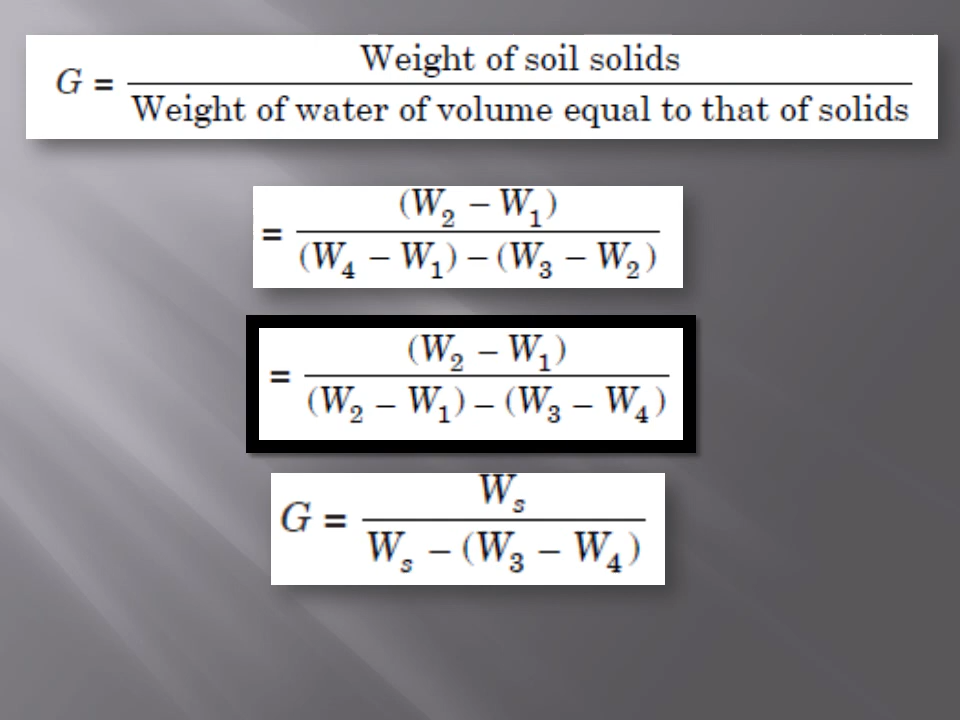 G = Weight of soil solids / Weight of water of volume equal to that of solids
= (W₂ – W₁) / (W₄ – W₁) – (W₃ – W₂)
= (W₂ – W₁) / (W₂ – W₁) – (W₃ – W₄)
G = Wₛ / Wₛ – (W₃ – W₄)